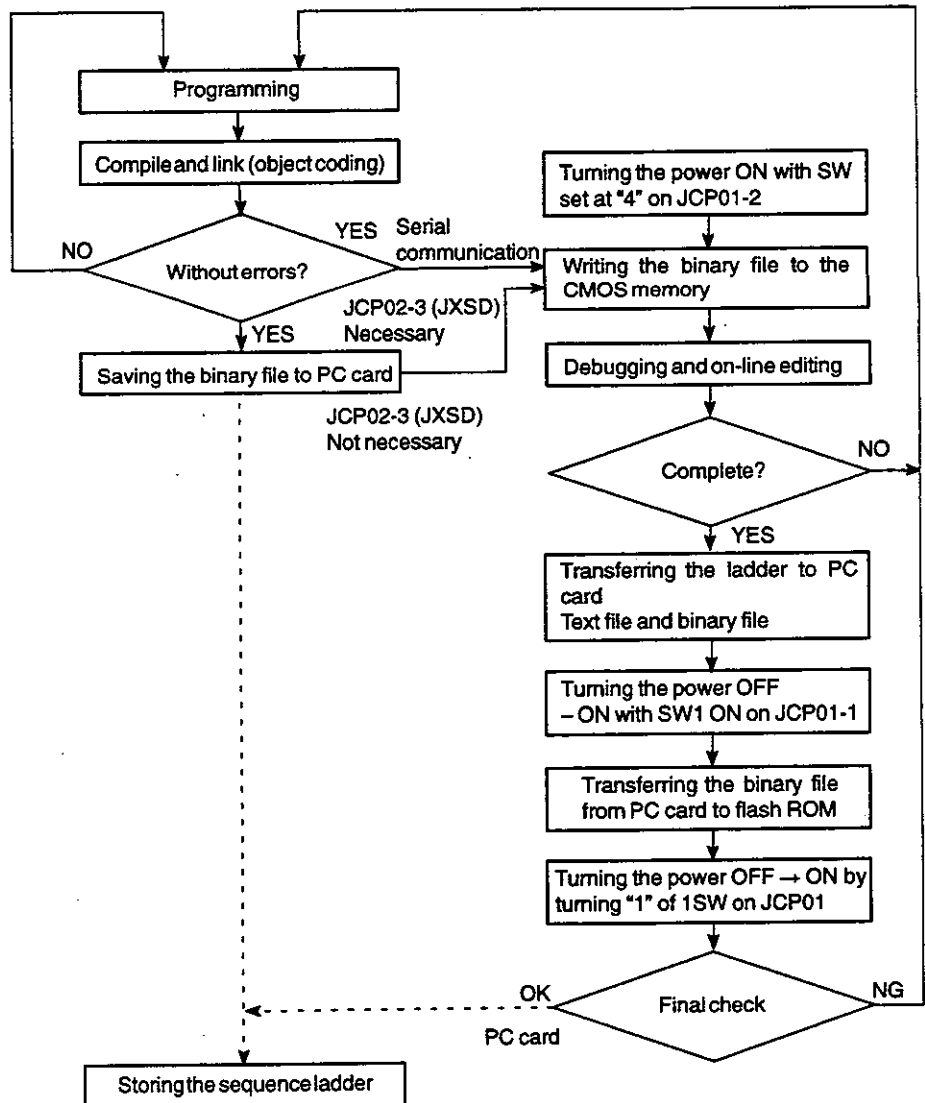 Programming
Compile and link (object coding)
NO
Without errors?
YES
Serial
communication
YES
JCP02-3 (JXSD)
Necessary
Saving the binary file to PC card
JCP02-3 (JXSD)
Not necessary
Turning the power ON with SW
set at "4" on JCP01-2
Writing the binary file to the
CMOS memory
Debugging and on-line editing
Complete?
NO
YES
Transferring the ladder to PC
card
Text file and binary file
Turning the power OFF
– ON with SW1 ON on JCP01-1
Transferring the binary file
from PC card to flash ROM
Turning the power OFF → ON by
turning "1" of 1SW on JCP01
Final check
NG
OK
PC card
Storing the sequence ladder